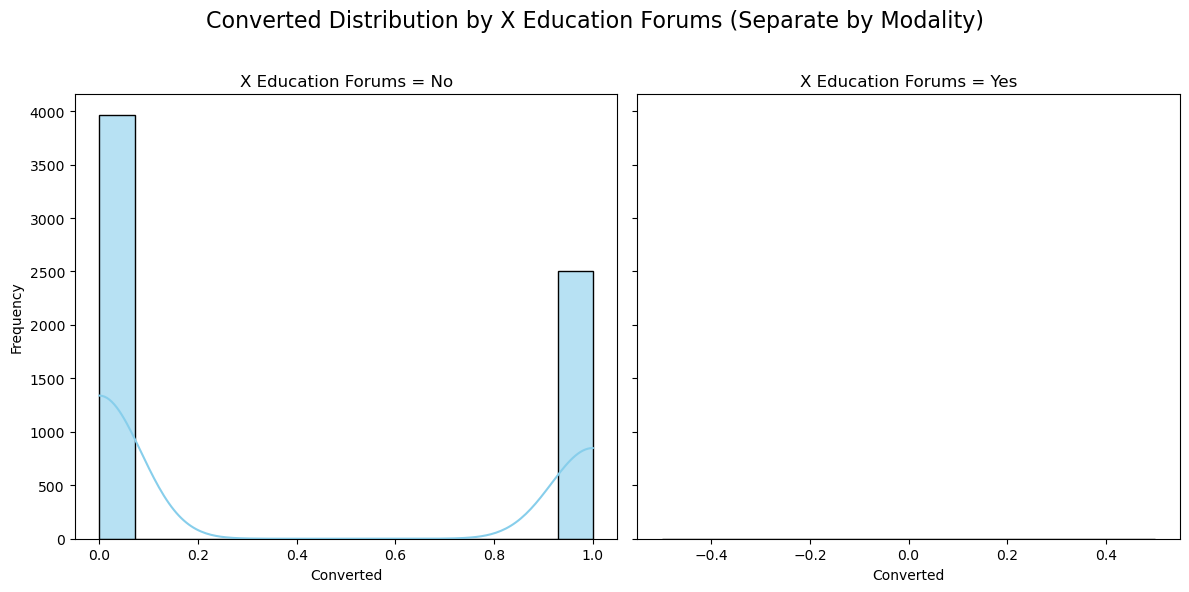 Converted Distribution by X Education Forums (Separate by Modality)
X Education Forums = No
X Education Forums = Yes
4000
3500
3000
2500
2000
1500
1000
500
0
Frequency
0.0 0.2 0.4 0.6 0.8 1.0
Converted
−0.4 −0.2 0.0 0.2 0.4
Converted